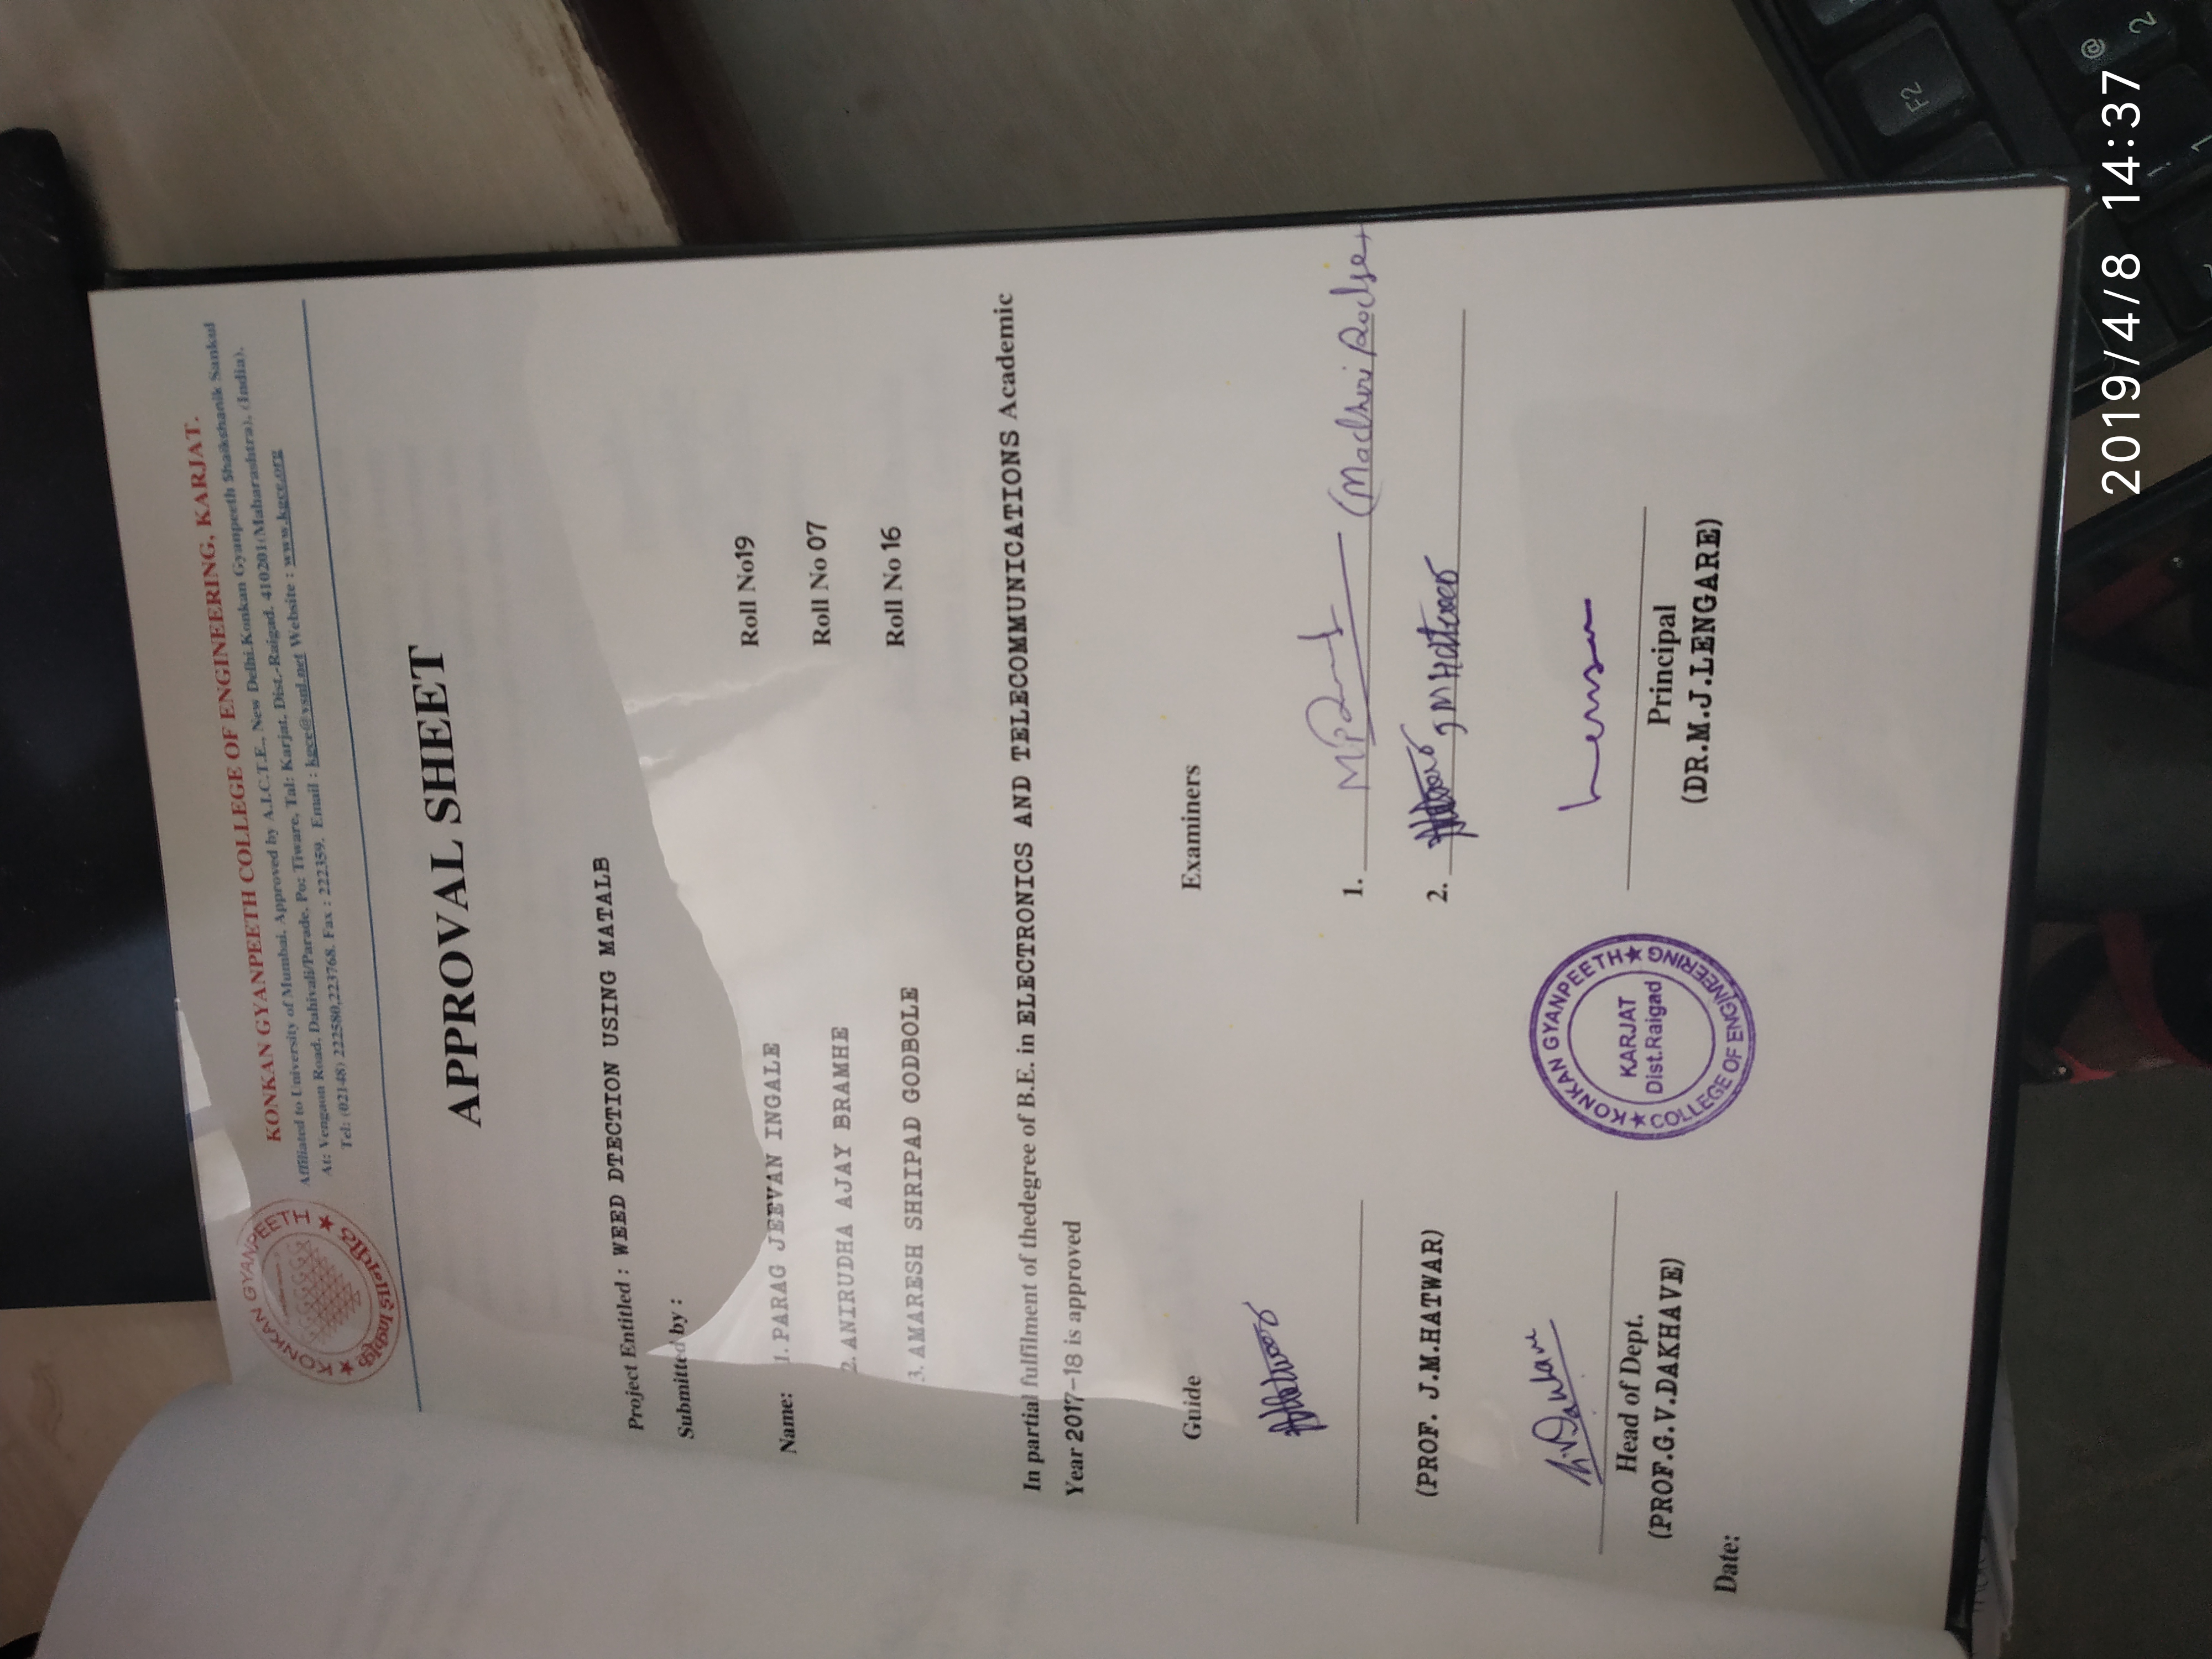 KONKAN GYANPEETH
कोंकण ज्ञानपीठ
KONKAN GYANPEETH COLLEGE OF ENGINEERING, KARJAT.
Affiliated to University of Mumbai, Approved by A.I.C.T.E., New Delhi.Konkan Gyanpeeth Shaikshanik Sankul
At: Vengaon Road, Dahivali/Parade, Po: Tiware, Tal: Karjat, Dist.-Raigad. 410201(Maharashtra), (India).
Tel: (02148) 222580,223768. Fax : 222359. Email : kgce@vsnl.net Website : www.kgce.org
APPROVAL SHEET
Project Entitled : WEED DTECTION USING MATALB
Submitted by :
Name: 1. PARAG JEEVAN INGALE Roll No19
2. ANIRUDHA AJAY BRAMHE Roll No 07
3. AMARESH SHRIPAD GODBOLE Roll No 16
In partial fulfilment of thedegree of B.E. in ELECTRONICS AND TELECOMMUNICATIONS Academic
Year 2017-18 is approved
Guide Examiners
1. (Madhuri Rodse
(PROF. J.M.HATWAR)
2. J M Hatwar
Head of Dept.
(PROF.G.V.DAKHAVE)
KONKAN GYANPEETH
KARJAT
Dist.Raigad
COLLEGE OF ENGINEERING
Principal
(DR.M.J.LENGARE)
Date:
F2
@
2
!
1
2019/4/8 14:37